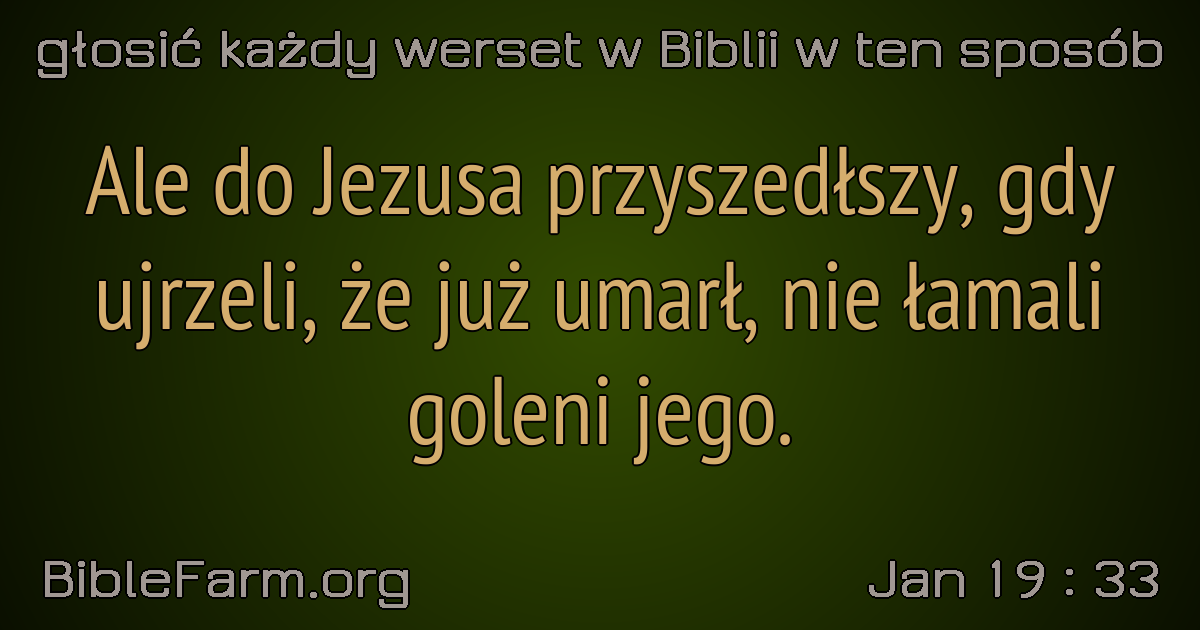 głosić każdy werset w Biblii w ten sposób
Ale do Jezusa przyszedłszy, gdy
ujrzeli, że już umarł, nie łamali
goleni jego.
BibleFarm.org
Jan 19 : 33